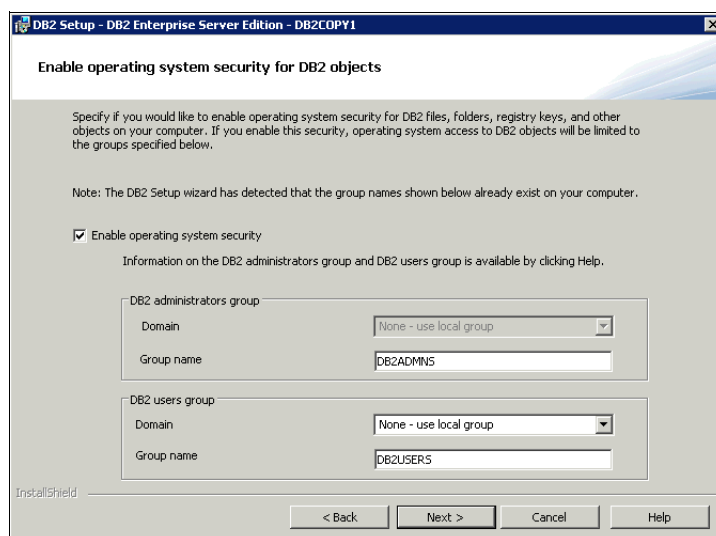 DB2 Setup - DB2 Enterprise Server Edition - DB2COPY1
Enable operating system security for DB2 objects
Specify if you would like to enable operating system security for DB2 files, folders, registry keys, and other
objects on your computer. If you enable this security, operating system access to DB2 objects will be limited to
the groups specified below.
Note: The DB2 Setup wizard has detected that the group names shown below already exist on your computer.
Enable operating system security
Information on the DB2 administrators group and DB2 users group is available by clicking Help.
DB2 administrators group
Domain None - use local group
Group name DB2ADMNS
DB2 users group
Domain None - use local group
Group name DB2USERS
InstallShield
< Back Next > Cancel Help